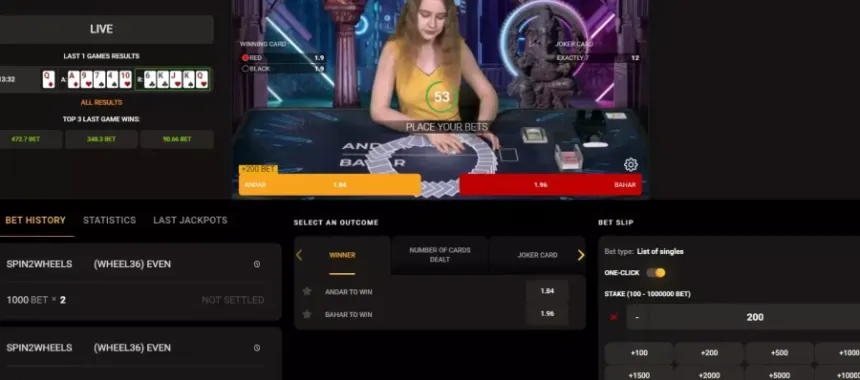 LIVE
LAST 1 GAMES RESULTS
13:32 Q A: A 9 7 4 10 B: 6 K J K Q
ALL RESULTS
TOP 3 LAST GAME WINS:
472.7 BET 348.3 BET 90.66 BET
WINNING CARD
RED 1.9
BLACK 1.9
JOKER CARD
EXACTLY 7 12
53
PLACE YOUR BETS
ANDAR
BAHAR
+200 BET
ANDAR 1.84
1.96 BAHAR
BET HISTORY STATISTICS LAST JACKPOTS
SPIN2WHEELS (WHEEL36) EVEN
1000 BET × 2 NOT SETTLED
SPIN2WHEELS (WHEEL36) EVEN
SELECT AN OUTCOME
WINNER
NUMBER OF CARDS
DEALT
JOKER CARD
ANDAR TO WIN 1.84
BAHAR TO WIN 1.96
BET SLIP
Bet type: List of singles
ONE-CLICK
STAKE (100 - 1000000 BET)
- 200
+100 +200 +500 +1000
+1500 +2000 +5000